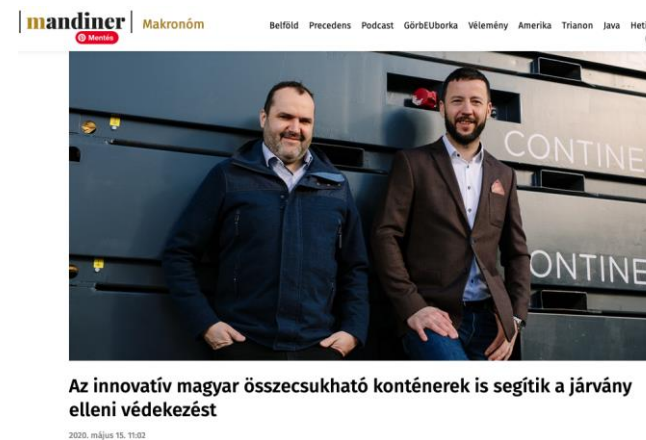 mandiner Makronóm
Mentés
Belföld Precedens Podcast GörbEUborka Vélemény Amerika Trianon Java Heti
CONTINE
ONTINE
Az innovatív magyar összecsukható konténerek is segítik a járvány
elleni védekezést
2020. május 15. 11:02